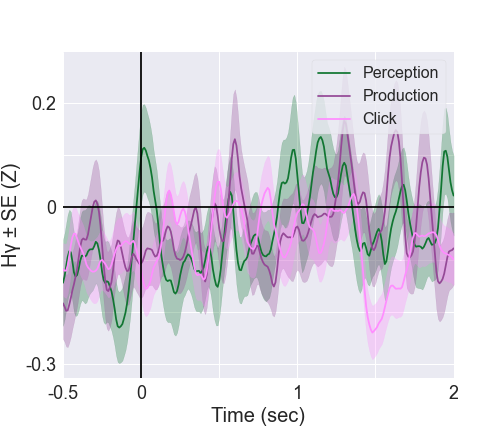 Perception
Production
Click
0.2
0
-0.3
Hγ ± SE (Z)
-0.5 0 1 2
Time (sec)